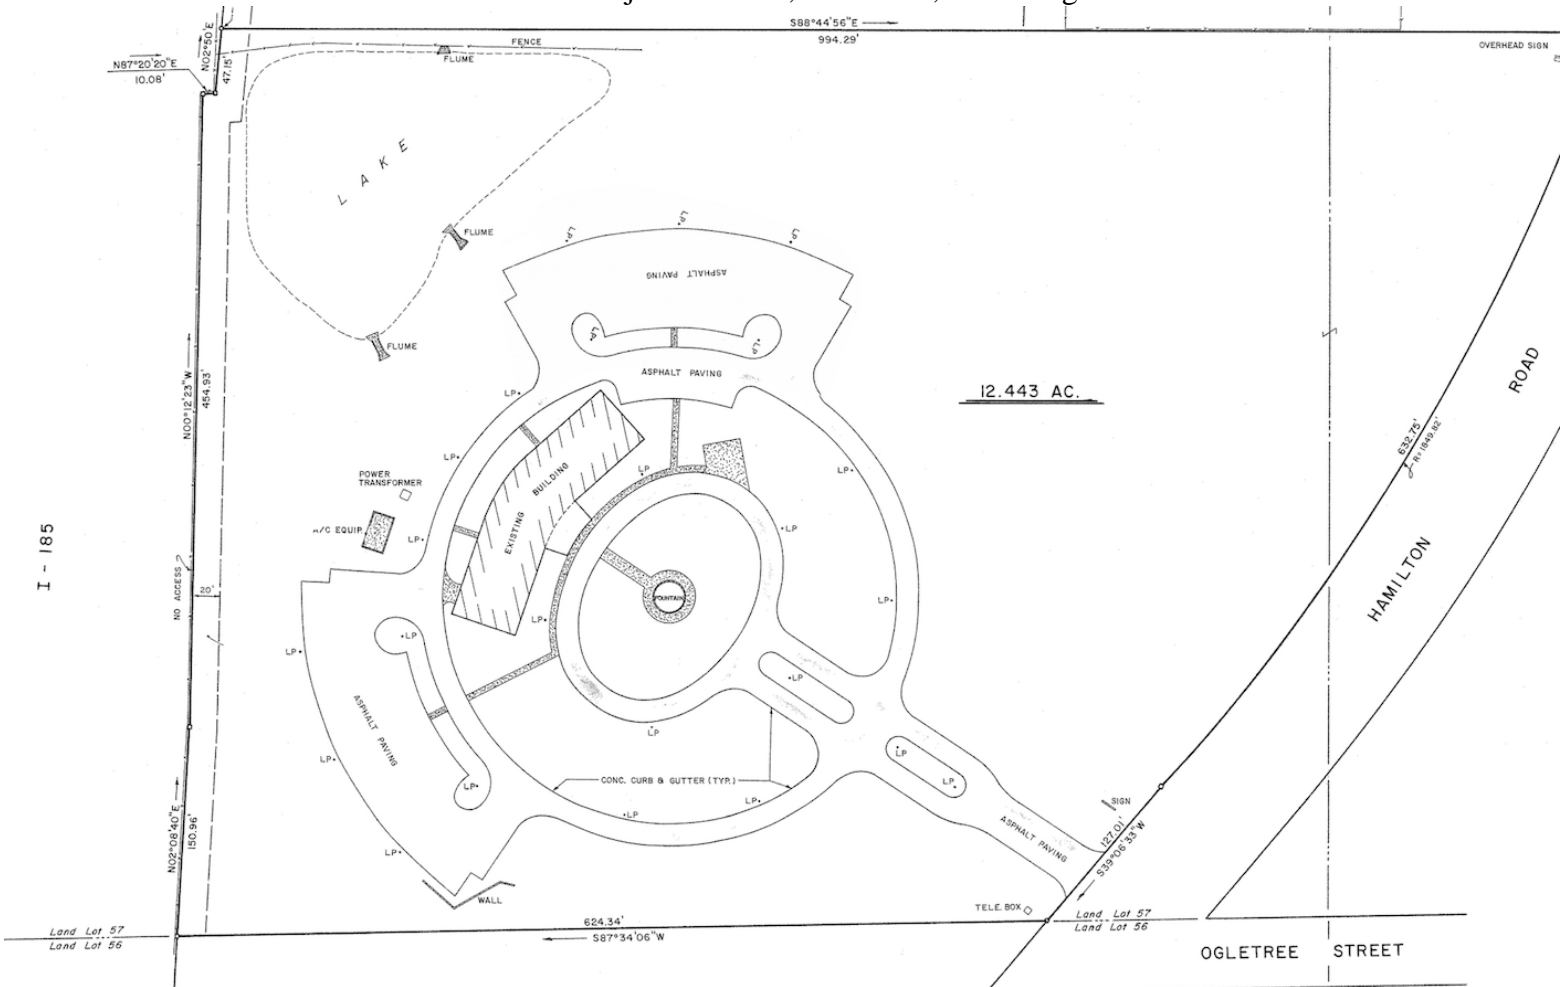 S88°44'56"E
994.29'
OVERHEAD SIGN
FENCE
FLUME
N02°50'E
47.15'
N87°20'20"E
10.08'
LAKE
FLUME
FLUME
LP
LP
LP
ASPHALT PAVING
LP
LP
ASPHALT PAVING
12.443 AC.
ROAD
632.75'
R=1849.82'
HAMILTON
N00°12'23"W
454.93'
LP
LP
LP
LP
POWER
TRANSFORMER
A/C EQUIP.
LP
EXISTING BUILDING
LP
I-185
NO ACCESS
20'
FOUNTAIN
LP
LP
LP
LP
LP
ASPHALT PAVING
LP
LP
LP
LP
LP
CONC. CURB & GUTTER (TYP.)
LP
LP
LP
SIGN
ASPHALT PAVING
127.01'
S39°06'33"W
N02°08'40"E
150.96'
LP
WALL
TELE. BOX
624.34'
S87°34'06"W
Land Lot 57
Land Lot 56
Land Lot 57
Land Lot 56
OGLETREE STREET